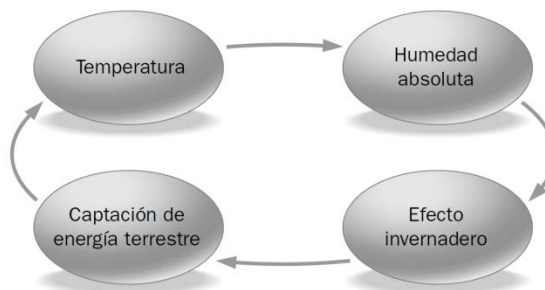 Temperatura
Humedad
absoluta
Captación de
energía terrestre
Efecto
invernadero